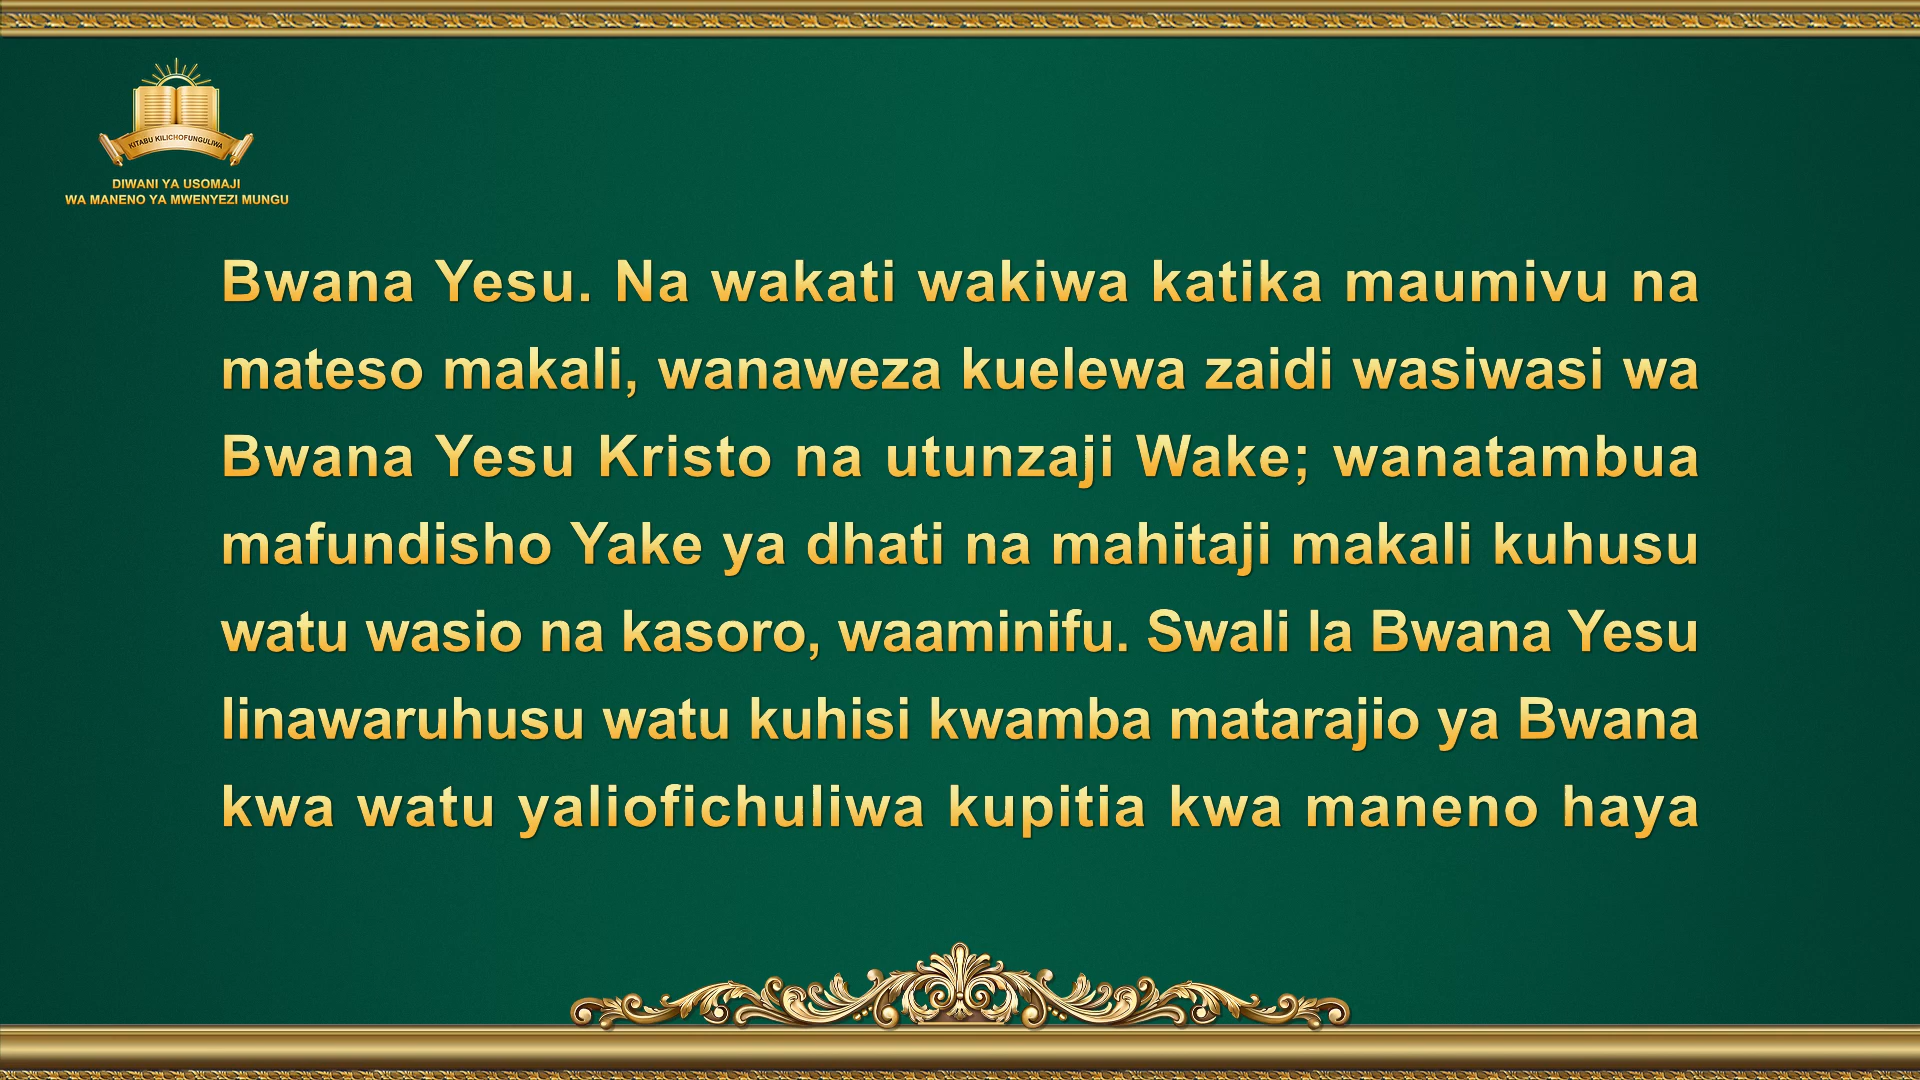 KITABU KILICHOFUNGULIWA
DIWANI YA USOMAJI
WA MANENO YA MWENYEZI MUNGU
Bwana Yesu. Na wakati wakiwa katika maumivu na
mateso makali, wanaweza kuelewa zaidi wasiwasi wa
Bwana Yesu Kristo na utunzaji Wake; wanatambua
mafundisho Yake ya dhati na mahitaji makali kuhusu
watu wasio na kasoro, waaminifu. Swali la Bwana Yesu
linawaruhusu watu kuhisi kwamba matarajio ya Bwana
kwa watu yaliofichuliwa kupitia kwa maneno haya